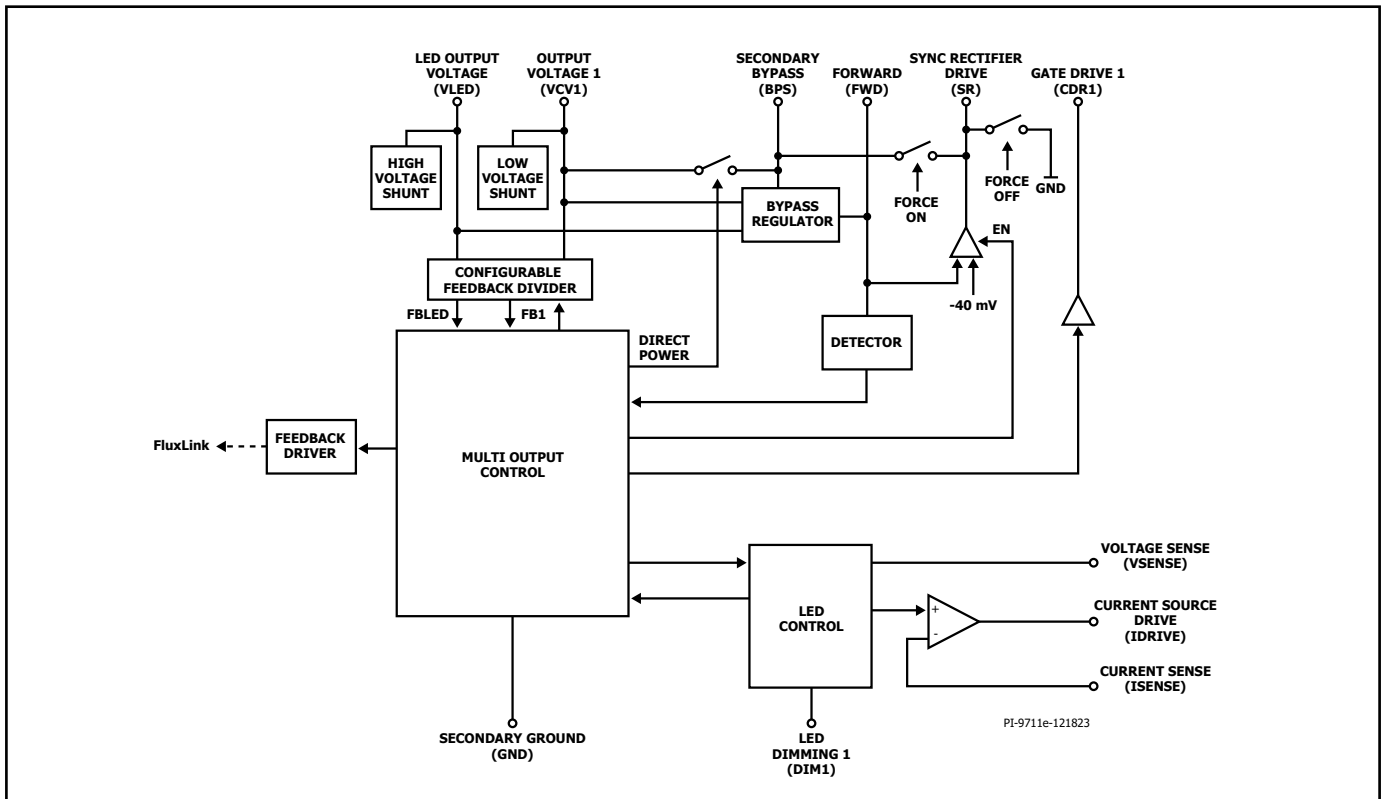 LED OUTPUT
VOLTAGE
(VLED)
OUTPUT
VOLTAGE 1
(VCV1)
SECONDARY
BYPASS
(BPS)
FORWARD
(FWD)
SYNC RECTIFIER
DRIVE
(SR)
GATE DRIVE 1
(CDR1)
HIGH
VOLTAGE
SHUNT
LOW
VOLTAGE
SHUNT
BYPASS
REGULATOR
FORCE
ON
FORCE
OFF
GND
EN
-40 mV
CONFIGURABLE
FEEDBACK DIVIDER
FBLED
FB1
DIRECT
POWER
DETECTOR
FluxLink
FEEDBACK
DRIVER
MULTI OUTPUT
CONTROL
LED
CONTROL
+
-
VOLTAGE SENSE
(VSENSE)
CURRENT SOURCE
DRIVE
(IDRIVE)
CURRENT SENSE
(ISENSE)
SECONDARY GROUND
(GND)
LED
DIMMING 1
(DIM1)
PI-9711e-121823